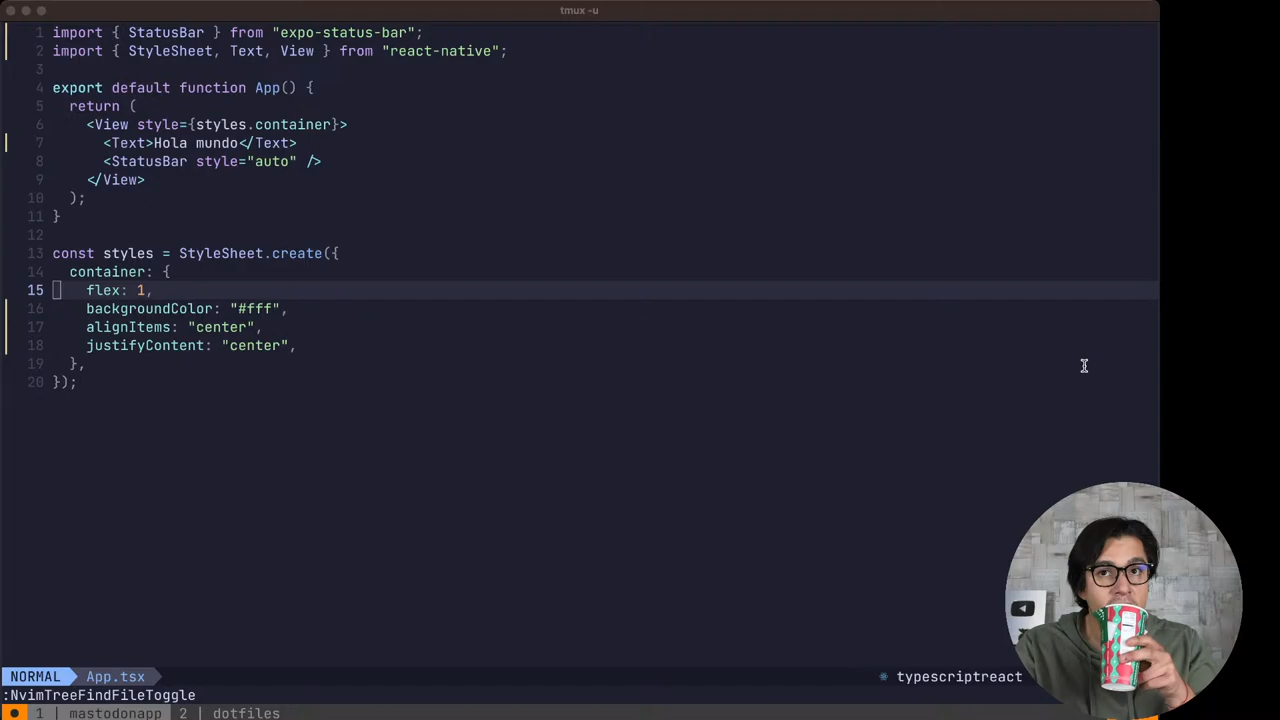 tmux -u
1 import { StatusBar } from "expo-status-bar";
2 import { StyleSheet, Text, View } from "react-native";
3
4 export default function App() {
5   return (
6     <View style={styles.container}>
7       <Text>Hola mundo</Text>
8       <StatusBar style="auto" />
9     </View>
10   );
11 }
12
13 const styles = StyleSheet.create({
14   container: {
15     flex: 1,
16     backgroundColor: "#fff",
17     alignItems: "center",
18     justifyContent: "center",
19   },
20 });
NORMAL App.tsx typescriptreact
:NvimTreeFindFileToggle
1 | mastodonapp 2 | dotfiles